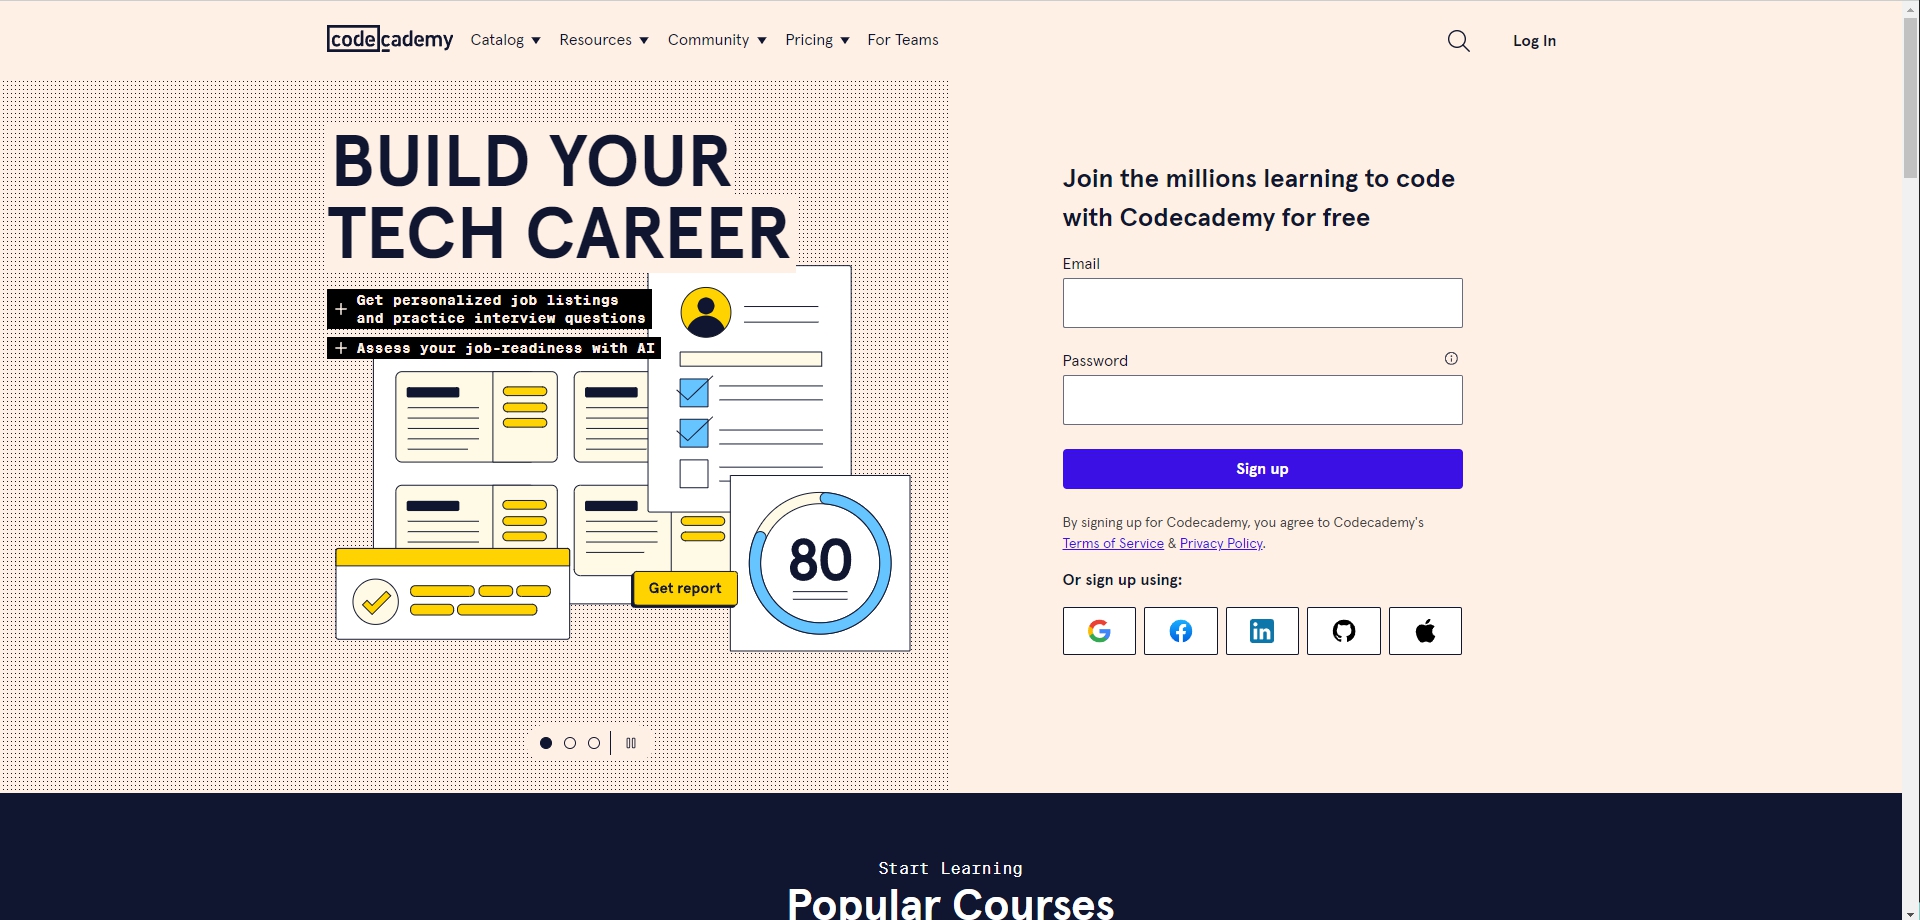 codecademy
Catalog
Resources
Community
Pricing
For Teams
Log In
BUILD YOUR
TECH CAREER
Get personalized job listings
and practice interview questions
Assess your job-readiness with AI
Get report
80
Join the millions learning to code
with Codecademy for free
Email
Password
Sign up
By signing up for Codecademy, you agree to Codecademy's
Terms of Service & Privacy Policy.
Or sign up using:
Start Learning
Popular Courses